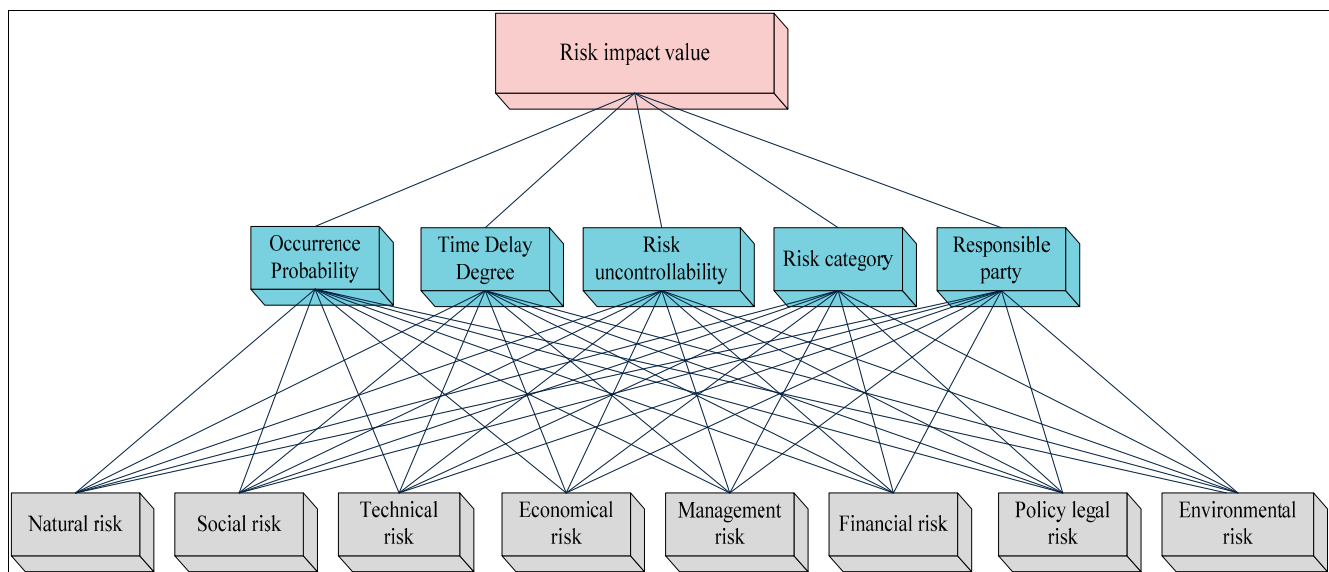 Risk impact value
Occurrence
Probability
Time Delay
Degree
Risk
uncontrollability
Risk category
Responsible
party
Natural risk
Social risk
Technical
risk
Economical
risk
Management
risk
Financial risk
Policy legal
risk
Environmental
risk